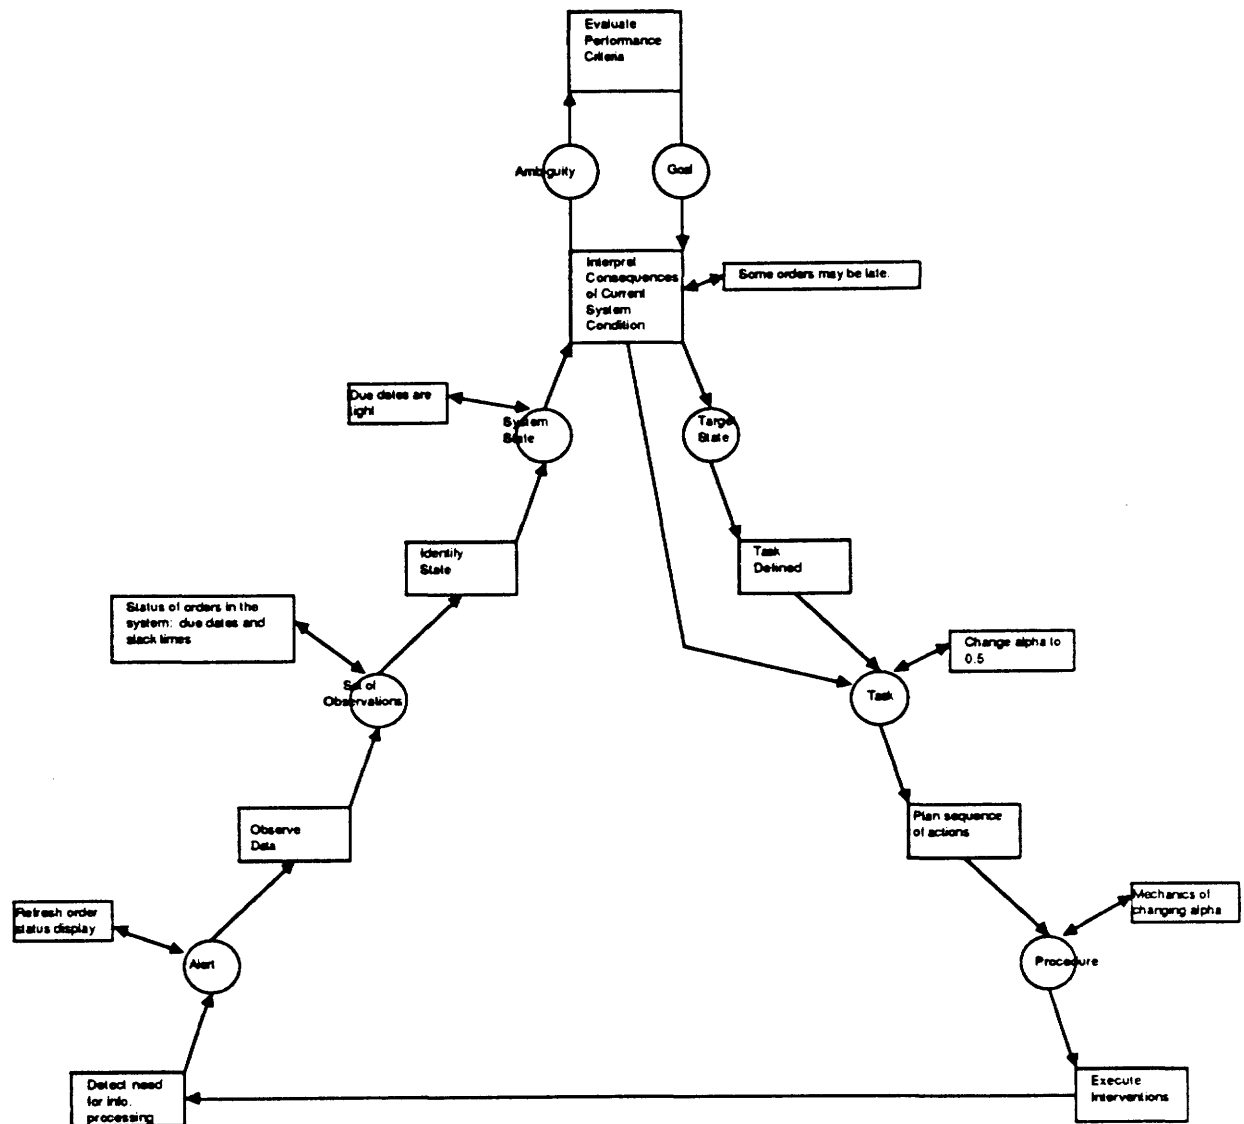 Evaluate
Performance
Criteria
Ambiguity
Goal
Interpret
Consequences
of Current
System
Condition
Some orders may be late.
Due dates are
tight
System
State
Target
State
Identify
State
Task
Defined
Status of orders in the
system: due dates and
slack times
Change alpha to
0.5
Set of
Observations
Task
Observe
Data
Plan sequence
of actions
Refresh order
status display
Mechanics of
changing alpha
Alert
Procedure
Detect need
for info.
processing
Execute
Interventions